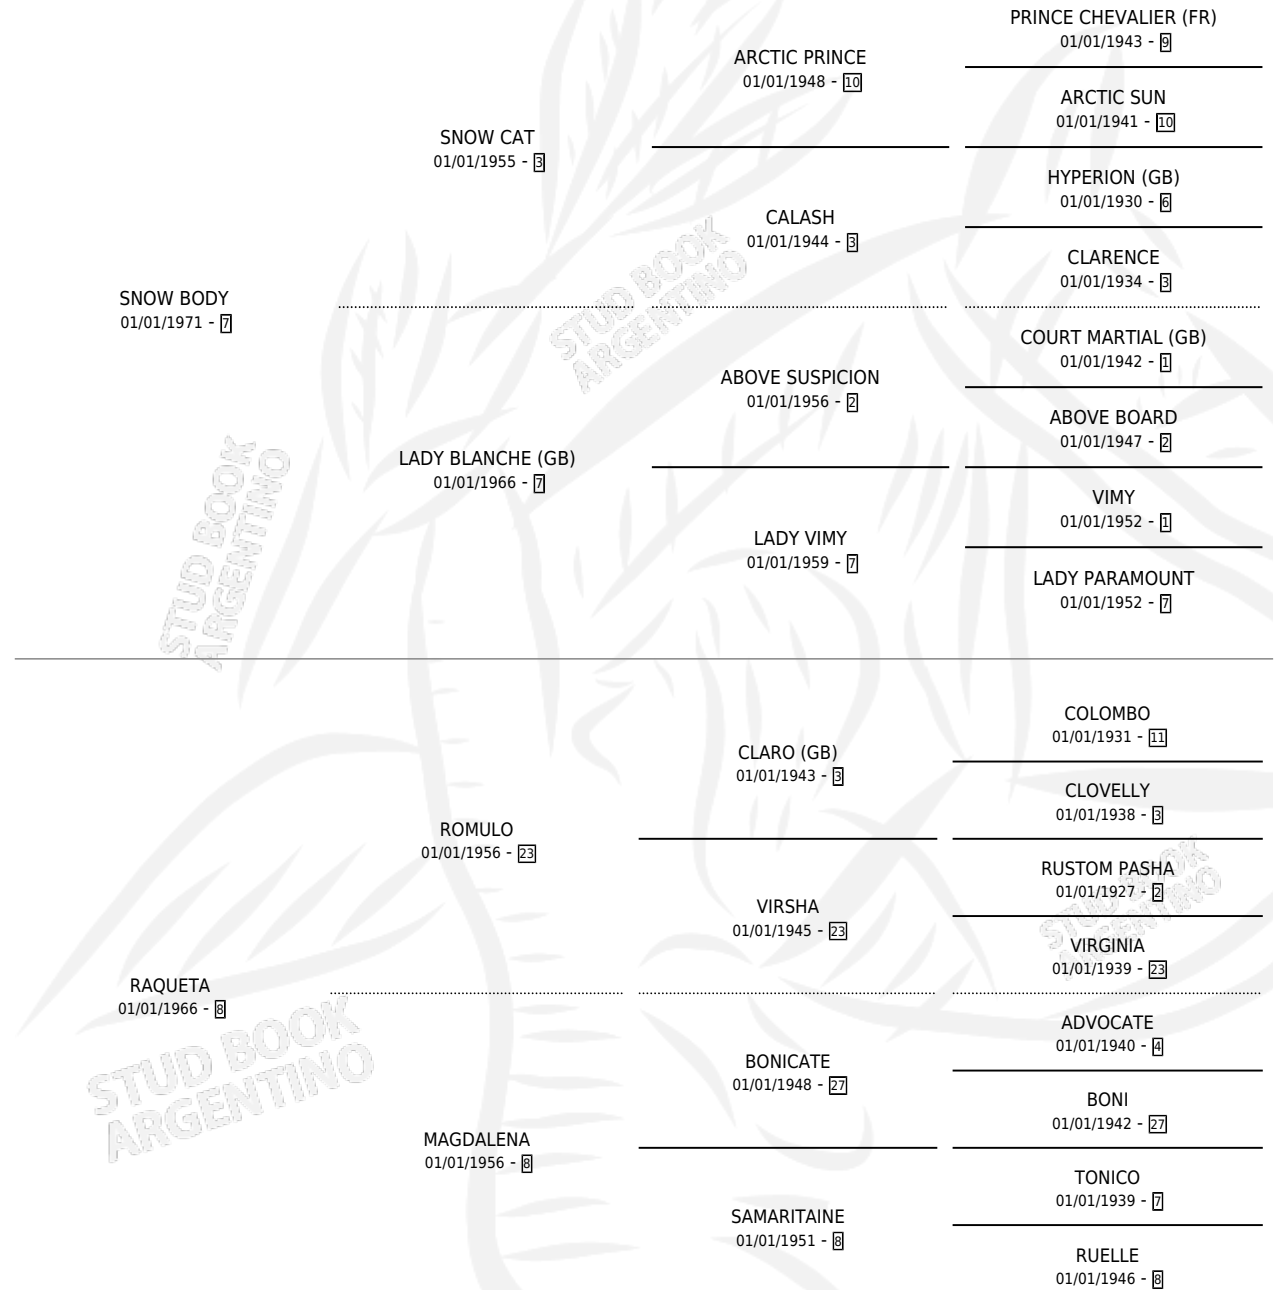 PRINCE CHEVALIER (FR)
01/01/1943 - 9
ARCTIC PRINCE
01/01/1948 - 10
ARCTIC SUN
01/01/1941 - 10
SNOW CAT
01/01/1955 - 3
HYPERION (GB)
01/01/1930 - 6
CALASH
01/01/1944 - 3
CLARENCE
01/01/1934 - 3
SNOW BODY
01/01/1971 - 7
COURT MARTIAL (GB)
01/01/1942 - 1
ABOVE SUSPICION
01/01/1956 - 2
ABOVE BOARD
01/01/1947 - 2
LADY BLANCHE (GB)
01/01/1966 - 7
VIMY
01/01/1952 - 1
LADY VIMY
01/01/1959 - 7
LADY PARAMOUNT
01/01/1952 - 7
COLOMBO
01/01/1931 - 11
CLARO (GB)
01/01/1943 - 3
CLOVELLY
01/01/1938 - 3
ROMULO
01/01/1956 - 23
RUSTOM PASHA
01/01/1927 - 2
VIRSHA
01/01/1945 - 23
VIRGINIA
01/01/1939 - 23
RAQUETA
01/01/1966 - 8
ADVOCATE
01/01/1940 - 4
BONICATE
01/01/1948 - 27
BONI
01/01/1942 - 27
MAGDALENA
01/01/1956 - 8
TONICO
01/01/1939 - 7
SAMARITAINE
01/01/1951 - 8
RUELLE
01/01/1946 - 8
STUD BOOK
ARGENTINO
STUD BOOK
ARGENTINO
STUD BOOK
ARGENTINO
STUD BOOK
ARGENTINO